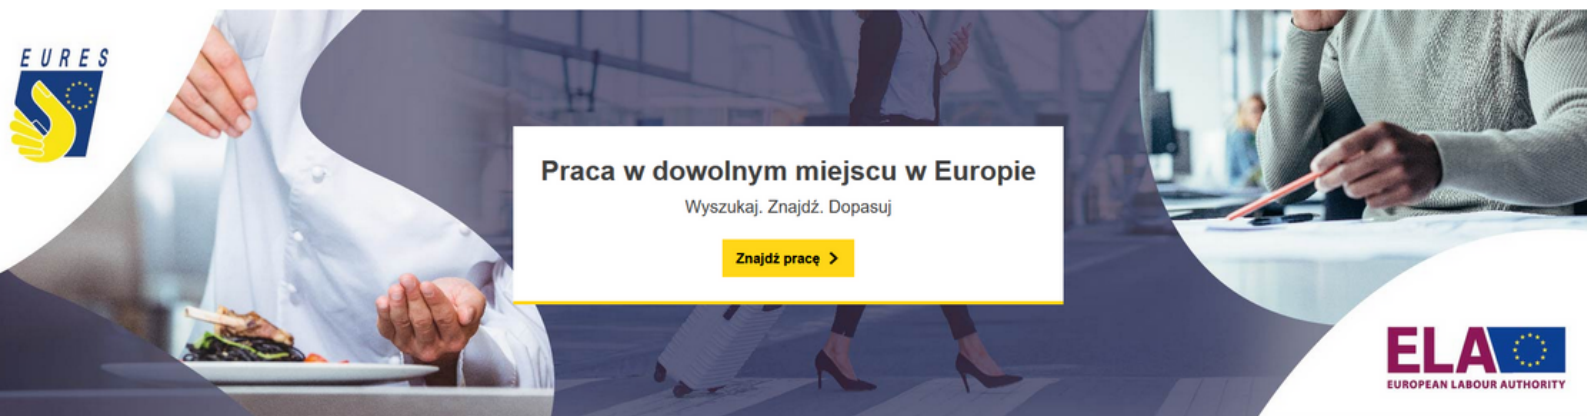 EURES
Praca w dowolnym miejscu w Europie
Wyszukaj. Znajdź. Dopasuj
Znajdź pracę
ELA
EUROPEAN LABOUR AUTHORITY